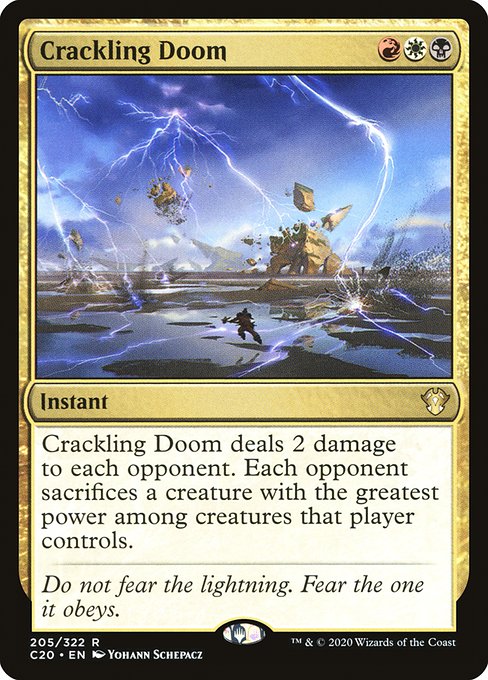 Crackling Doom
Instant
Crackling Doom deals 2 damage
to each opponent. Each opponent
sacrifices a creature with the greatest
power among creatures that player
controls.
Do not fear the lightning. Fear the one
it obeys.
205/322 R
C20 • EN Yohann Schepacz
™ & © 2020 Wizards of the Coast